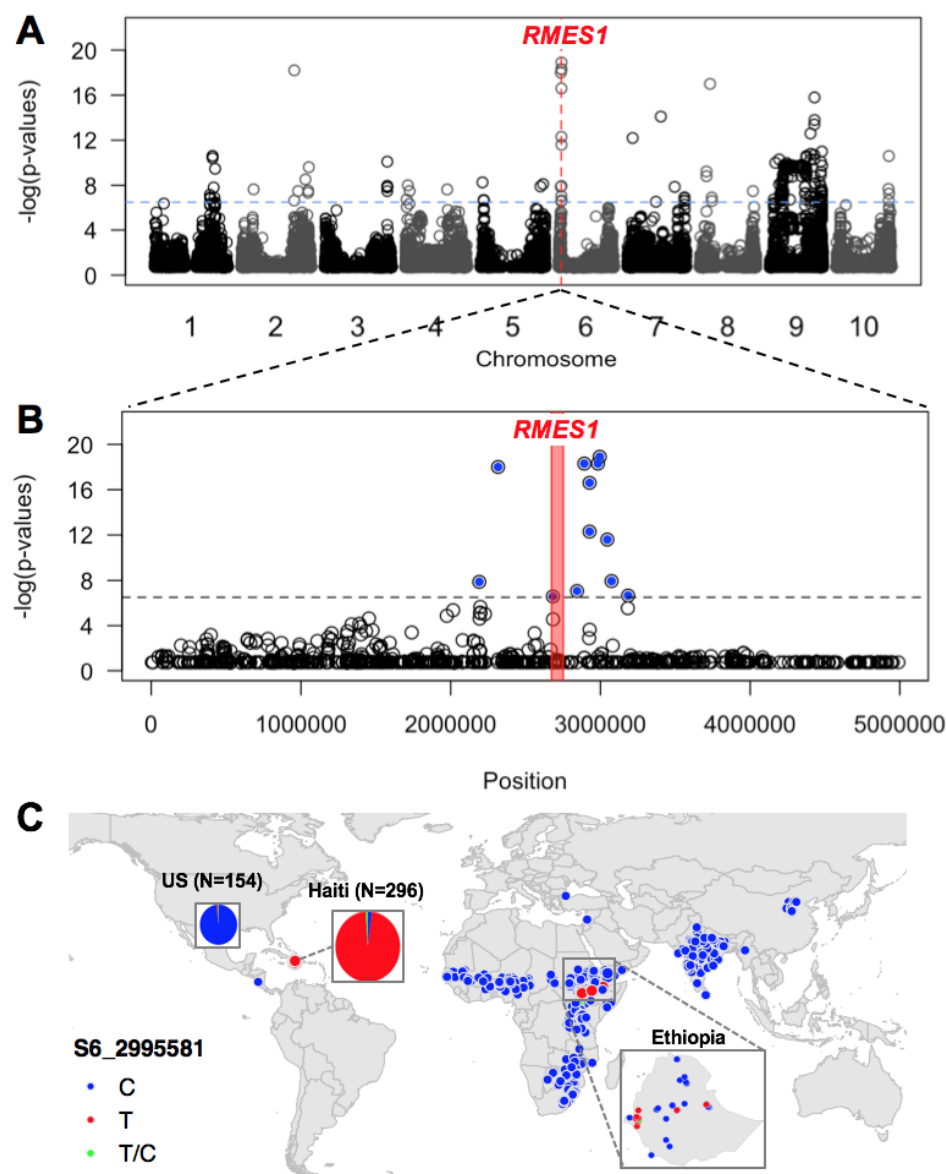 A
RMES1
-log(p-values)
20
16
12
8
4
0
1 2 3 4 5 6 7 8 9 10
Chromosome
B
RMES1
-log(p-values)
20
16
12
8
4
0
0 1000000 2000000 3000000 4000000 5000000
Position
C
US (N=154)
Haiti (N=296)
Ethiopia
S6_2995581
C
T
T/C